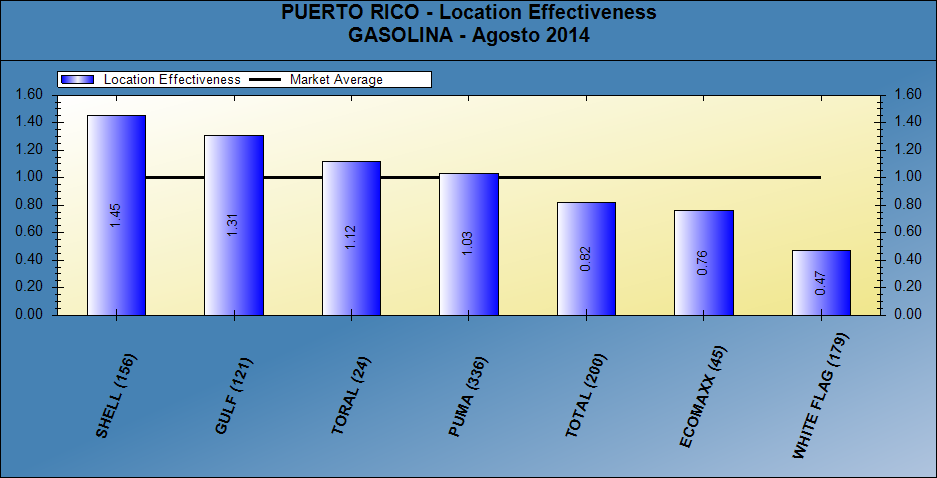 PUERTO RICO - Location Effectiveness
GASOLINA - Agosto 2014
Location Effectiveness Market Average
1.60 1.60
1.40 1.40
1.20 1.20
1.00 1.00
0.80 0.80
0.60 0.60
0.40 0.40
0.20 0.20
0.00 0.00
1.45 1.31 1.12 1.03 0.82 0.76 0.47
SHELL (156)
GULF (121)
TORAL (24)
PUMA (336)
TOTAL (200)
ECOMAXX (45)
WHITE FLAG (179)